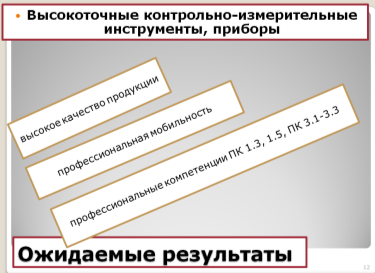 • Высокоточные контрольно-измерительные
инструменты, приборы
высокое качество продукции
профессиональная мобильность
профессиональные компетенции ПК 1.3, 1.5, ПК 3.1-3.3
Ожидаемые результаты
12